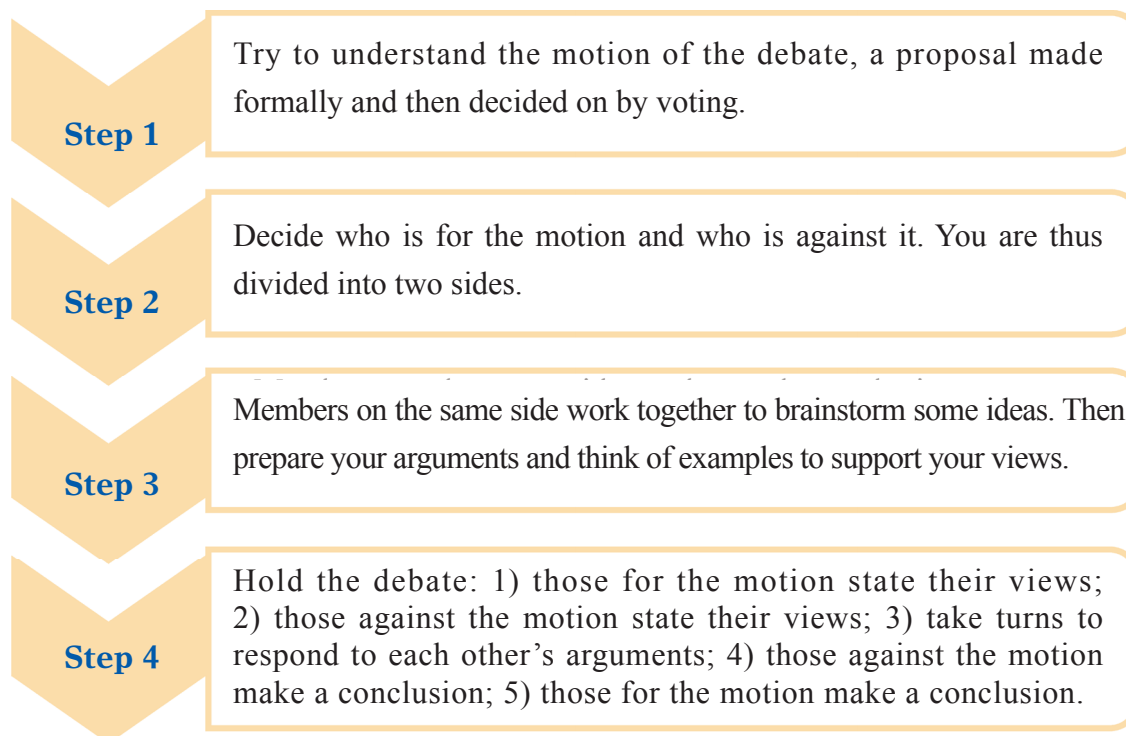 Step 1
Try to understand the motion of the debate, a proposal made
formally and then decided on by voting.
Step 2
Decide who is for the motion and who is against it. You are thus
divided into two sides.
Step 3
Members on the same side work together to brainstorm some ideas. Then
prepare your arguments and think of examples to support your views.
Step 4
Hold the debate: 1) those for the motion state their views;
2) those against the motion state their views; 3) take turns to
respond to each other’s arguments; 4) those against the motion
make a conclusion; 5) those for the motion make a conclusion.